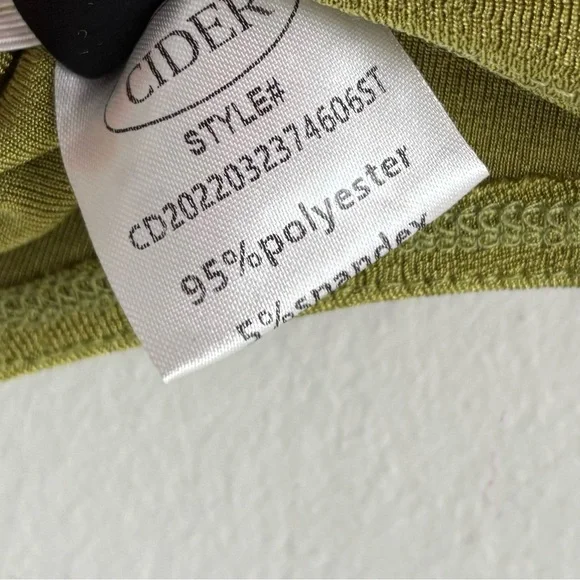 CIDER
STYLE#
CD2022032374606ST
95%polyester
5%spandex